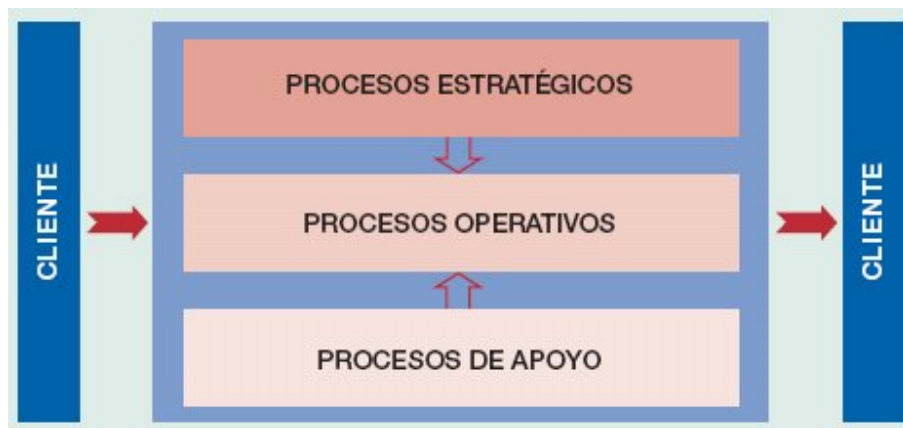 CLIENTE
PROCESOS ESTRATÉGICOS
PROCESOS OPERATIVOS
PROCESOS DE APOYO
CLIENTE